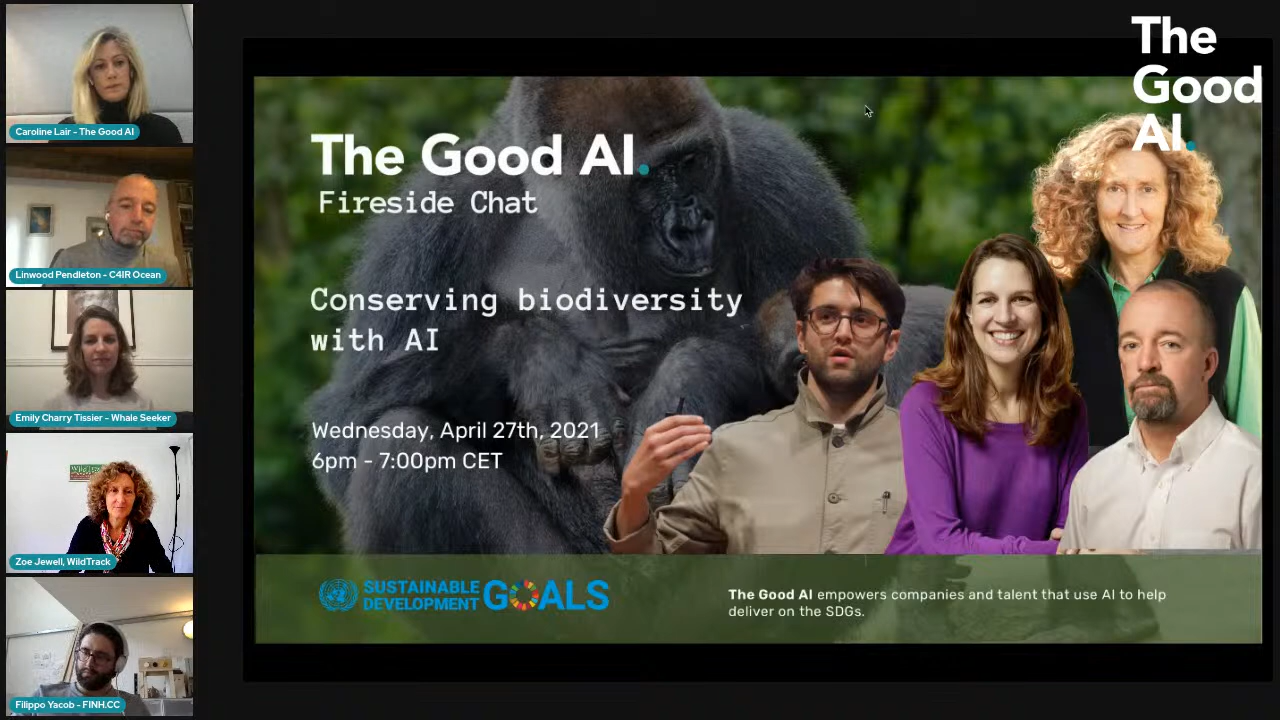 Caroline Lair - The Good AI
Linwood Pendleton - C4IR Ocean
Emily Charry Tissier - Whale Seeker
Zoe Jewell, WildTrack
Filippo Yacob - FINH.CC
The Good AI.
Fireside Chat
Conserving biodiversity
with AI
Wednesday, April 27th, 2021
6pm - 7:00pm CET
SUSTAINABLE
DEVELOPMENT
GOALS
The Good AI empowers companies and talent that use AI to help
deliver on the SDGs.
The
Good
AI.